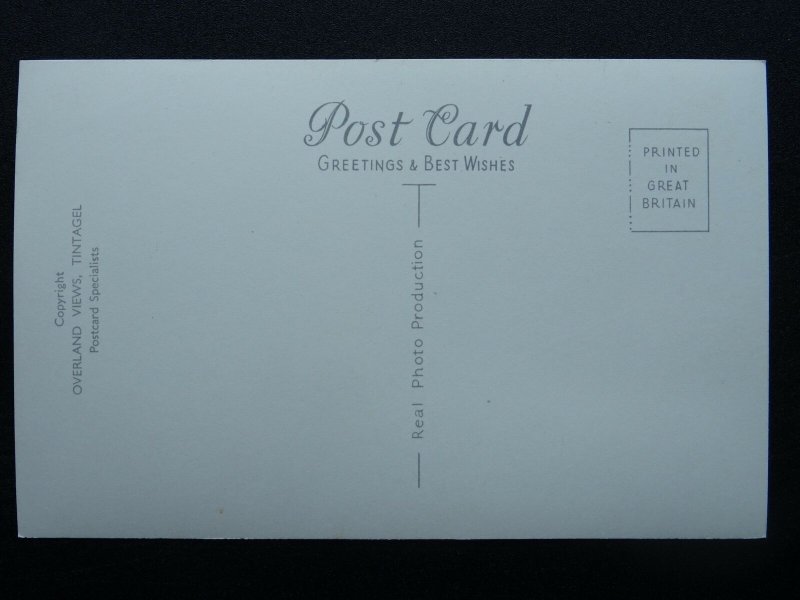 Post Card
GREETINGS & BEST WISHES
PRINTED
IN
GREAT
BRITAIN
Copyright
OVERLAND VIEWS, TINTAGEL
Postcard Specialists
Real Photo Production